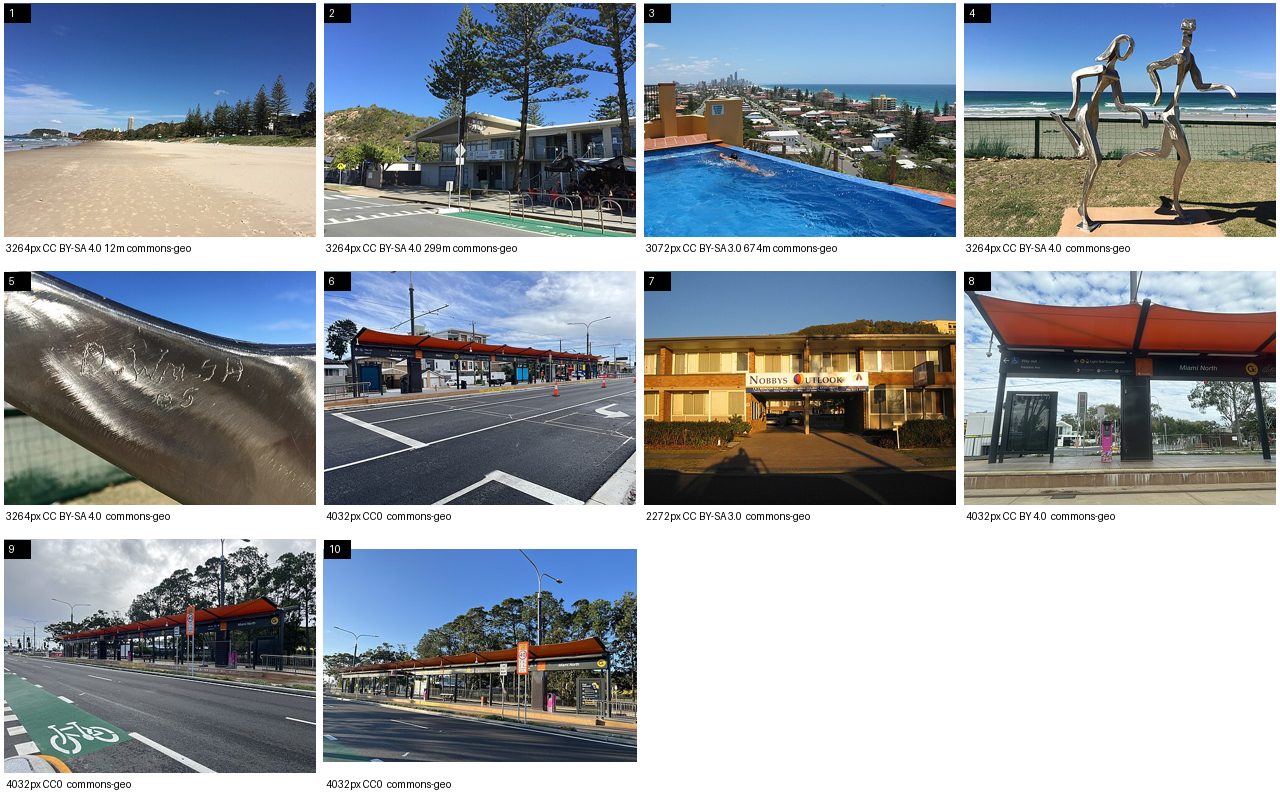 1
2
3
4
3264px CC BY-SA 4.0 12m commons-geo
3264px CC BY-SA 4.0 299m commons-geo
3072px CC BY-SA 3.0 674m commons-geo
3264px CC BY-SA 4.0 commons-geo
5
6
7
8
NOBBYS OUTLOOK
Miami North
3264px CC BY-SA 4.0 commons-geo
4032px CC0 commons-geo
2272px CC BY-SA 3.0 commons-geo
4032px CC BY 4.0 commons-geo
9
10
Miami North
Miami North
4032px CC0 commons-geo
4032px CC0 commons-geo